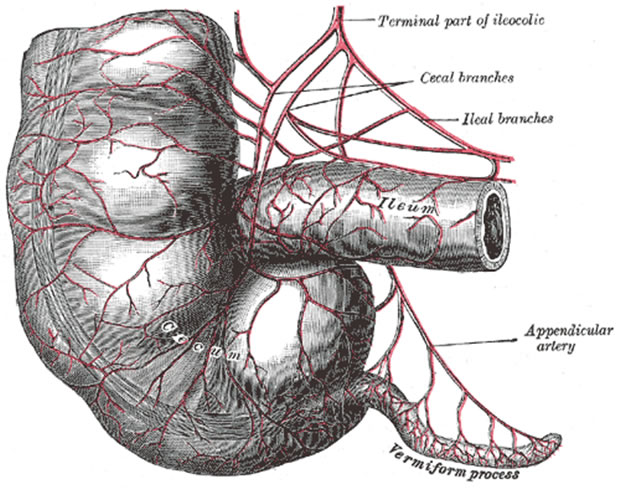 Terminal part of ileocolic
Cecal branches
Ileal branches
Ileum
Appendicular
artery
Cecum
Vermiform process